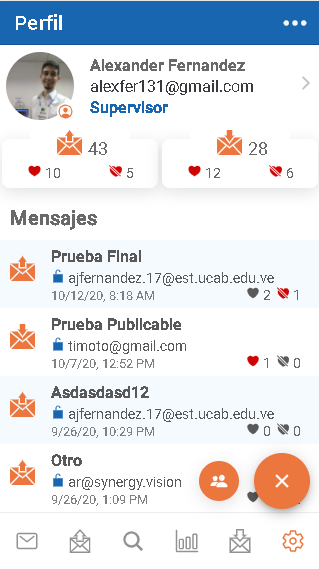 Perfil
Alexander Fernandez
alexfer131@gmail.com
Supervisor
43
10
5
28
12
6
Mensajes
Prueba Final
ajfernandez.17@est.ucab.edu.ve
10/12/20, 8:18 AM
2
1
Prueba Publicable
timoto@gmail.com
10/7/20, 12:52 PM
1
0
Asdasdasd12
ajfernandez.17@est.ucab.edu.ve
9/26/20, 10:29 PM
0
0
Otro
ar@synergy.vision
9/26/20, 1:09 PM